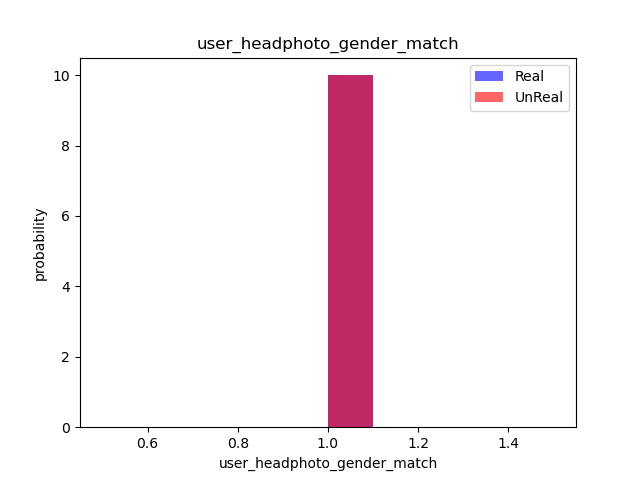 user_headphoto_gender_match
Real
UnReal
probability
10
8
6
4
2
0
0.6 0.8 1.0 1.2 1.4
user_headphoto_gender_match